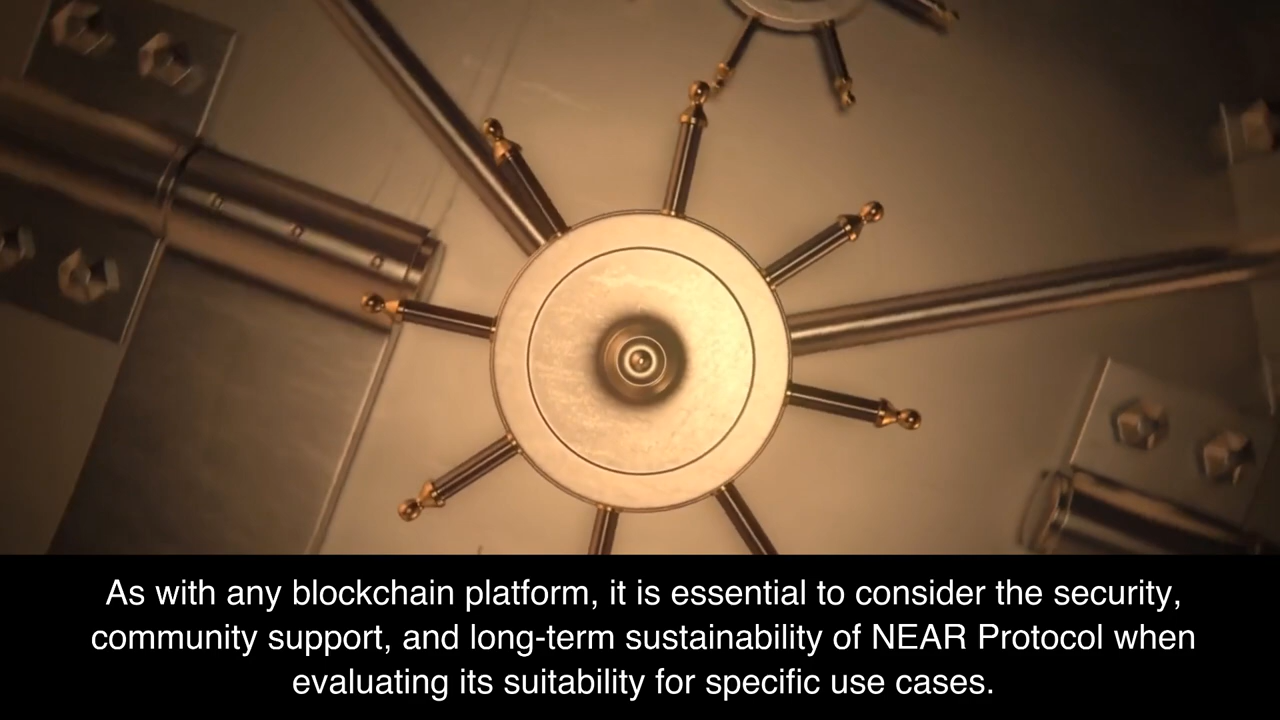 As with any blockchain platform, it is essential to consider the security,
community support, and long-term sustainability of NEAR Protocol when
evaluating its suitability for specific use cases.